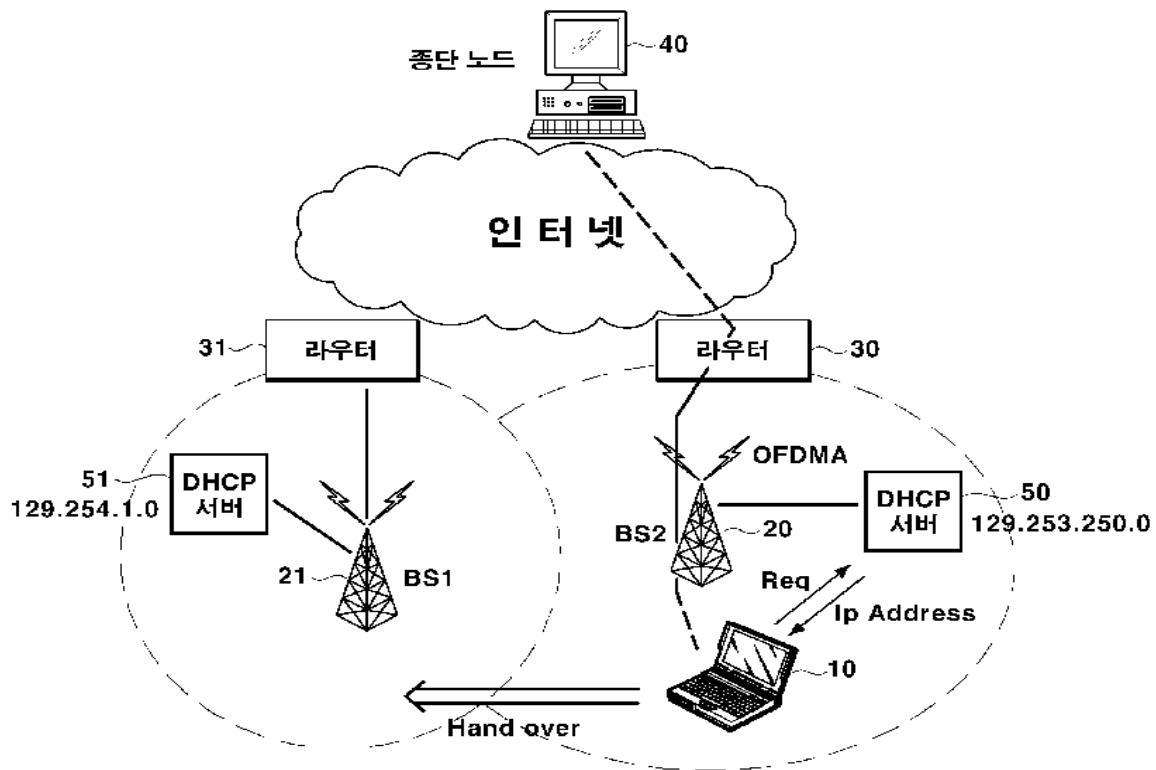 40
종단 노드
인 터 넷
31
라우터
라우터
30
51
DHCP
서버
129.254.1.0
OFDMA
DHCP
서버
50
129.253.250.0
BS2
20
21
BS1
Req
Ip Address
10
Hand over